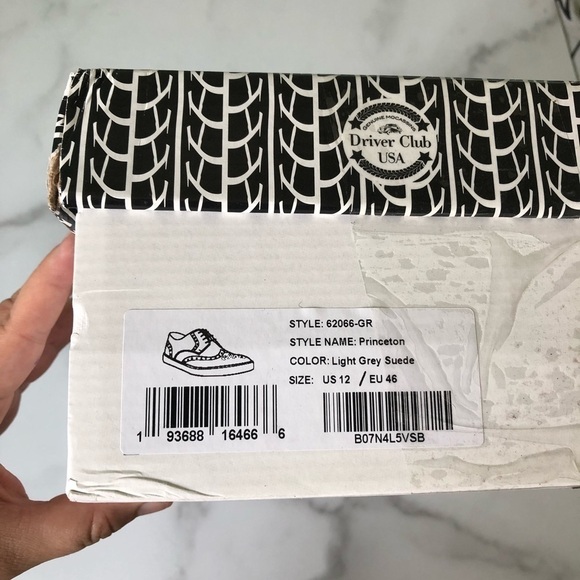 GENUINE MOCASSINS
Driver Club
USA
STYLE: 62066-GR
STYLE NAME: Princeton
COLOR: Light Grey Suede
SIZE: US 12 / EU 46
1 93688 16466 6
B07N4L5VSB